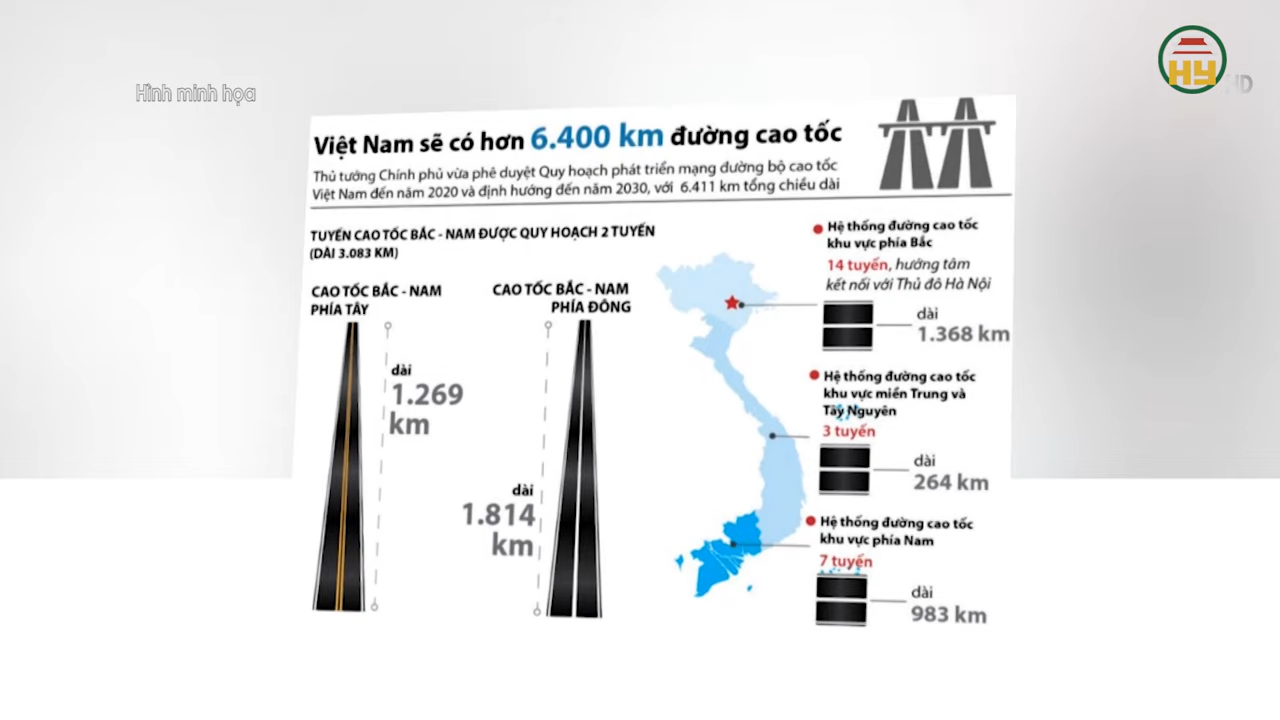 Hình minh họa
HY
HD
Việt Nam sẽ có hơn 6.400 km đường cao tốc
Thủ tướng Chính phủ vừa phê duyệt Quy hoạch phát triển mạng đường bộ cao tốc
Việt Nam đến năm 2020 và định hướng đến năm 2030, với 6.411 km tổng chiều dài
TUYẾN CAO TỐC BẮC - NAM ĐƯỢC QUY HOẠCH 2 TUYẾN
(DÀI 3.083 KM)
CAO TỐC BẮC - NAM
PHÍA TÂY
dài
1.269
km
CAO TỐC BẮC - NAM
PHÍA ĐÔNG
dài
1.814
km
Hệ thống đường cao tốc
khu vực phía Bắc
14 tuyến, hướng tâm
kết nối với Thủ đô Hà Nội
dài
1.368 km
Hệ thống đường cao tốc
khu vực miền Trung và
Tây Nguyên
3 tuyến
dài
264 km
Hệ thống đường cao tốc
khu vực phía Nam
7 tuyến
dài
983 km